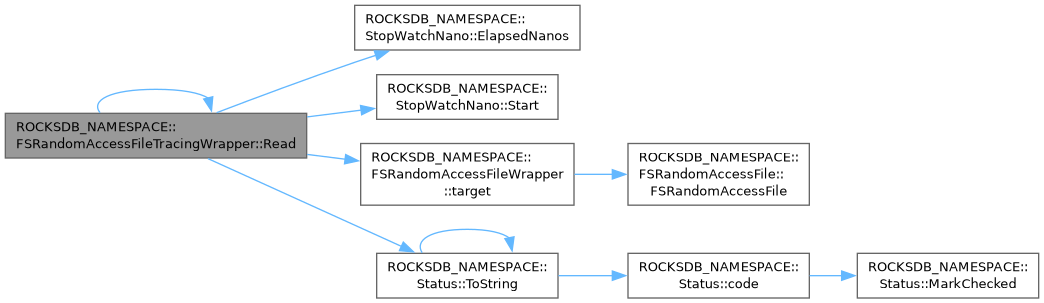 ROCKSDB_NAMESPACE::
FSRandomAccessFileTracingWrapper::Read
ROCKSDB_NAMESPACE::
StopWatchNano::ElapsedNanos
ROCKSDB_NAMESPACE::
StopWatchNano::Start
ROCKSDB_NAMESPACE::
FSRandomAccessFileWrapper
::target
ROCKSDB_NAMESPACE::
FSRandomAccessFile::
FSRandomAccessFile
ROCKSDB_NAMESPACE::
Status::ToString
ROCKSDB_NAMESPACE::
Status::code
ROCKSDB_NAMESPACE::
Status::MarkChecked